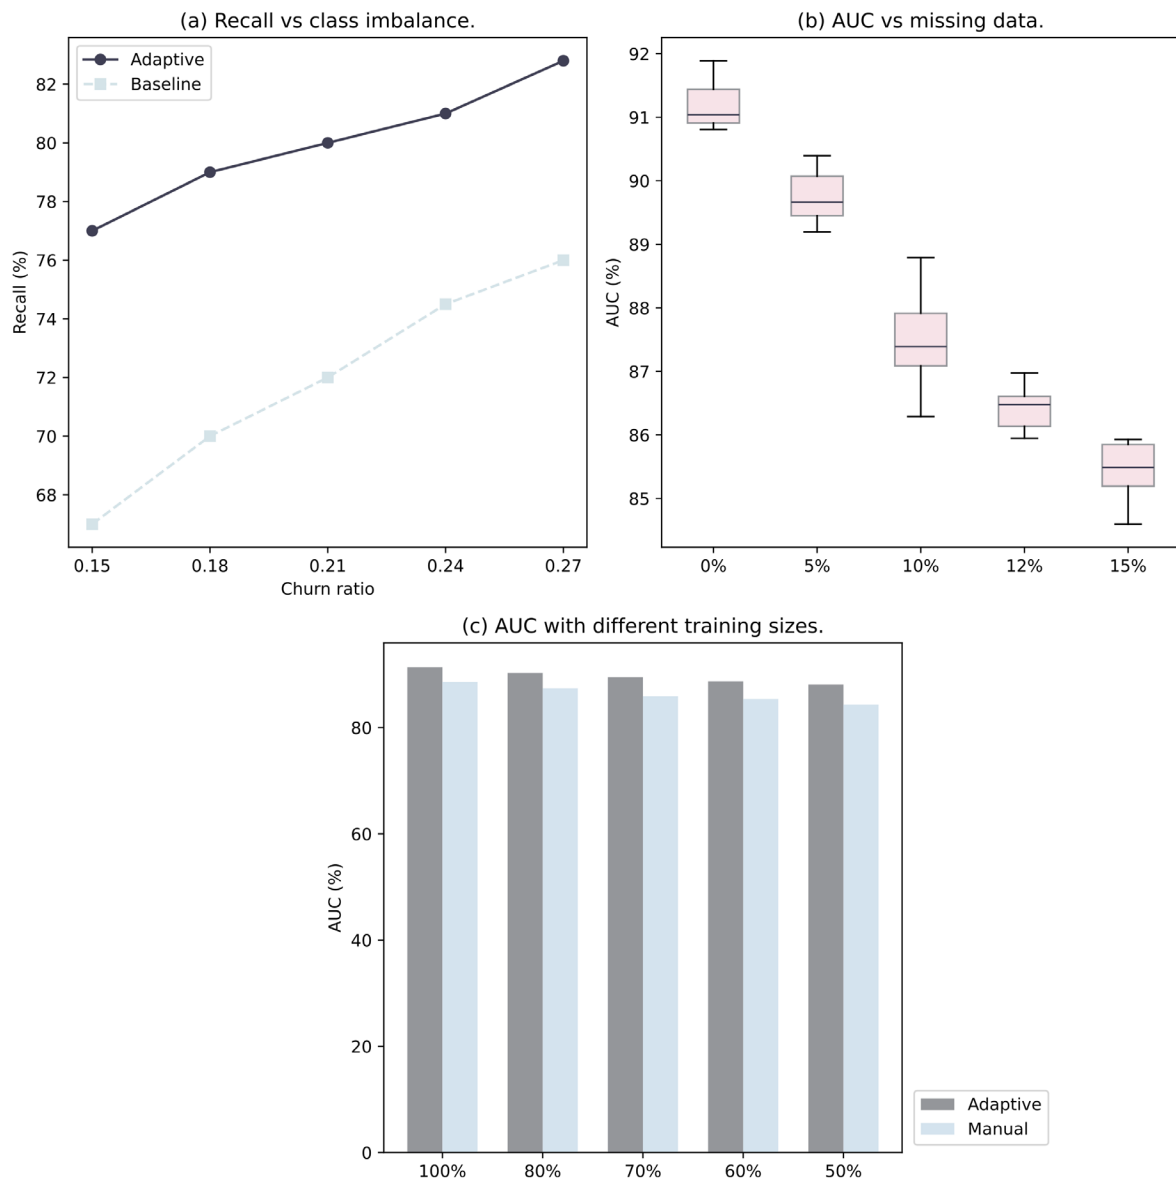 (a) Recall vs class imbalance.
Adaptive
Baseline
82
80
78
76
74
72
70
68
Recall (%)
0.15 0.18 0.21 0.24 0.27
Churn ratio
(b) AUC vs missing data.
92
91
90
89
88
87
86
85
AUC (%)
0% 5% 10% 12% 15%
(c) AUC with different training sizes.
80
60
40
20
0
AUC (%)
100% 80% 70% 60% 50%
Adaptive
Manual